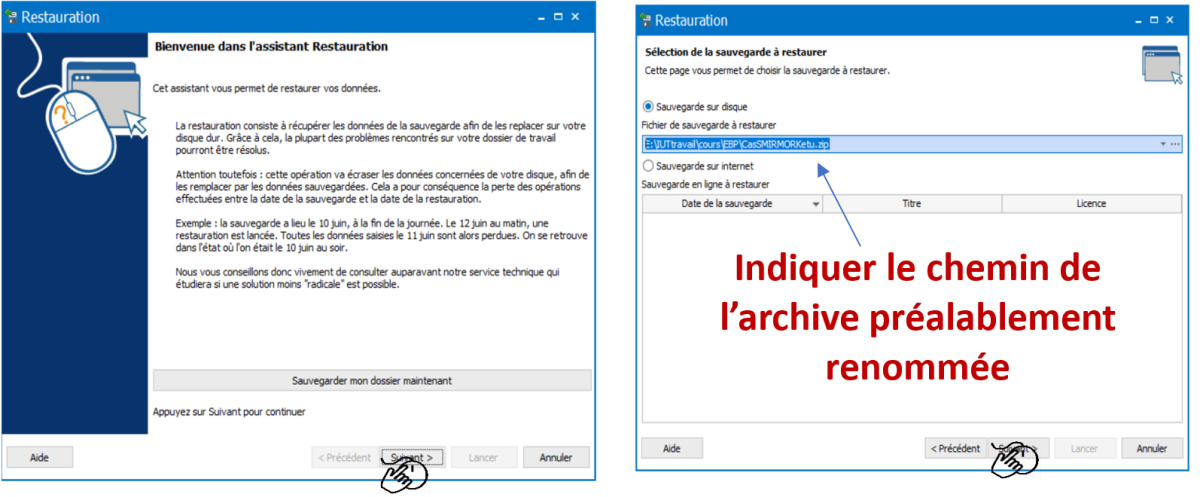 Restauration
Bienvenue dans l'assistant Restauration
Cet assistant vous permet de restaurer vos données.
La restauration consiste à récupérer les données de la sauvegarde afin de les replacer sur votre
disque dur. Grâce à cela, la plupart des problèmes rencontrés sur votre dossier de travail
pourront être résolus.
Attention toutefois : cette opération va écraser les données concernées de votre disque, afin de
les remplacer par les données sauvegardées. Cela a pour conséquence la perte des opérations
effectuées entre la date de la sauvegarde et la date de la restauration.
Exemple : la sauvegarde a lieu le 10 juin, à la fin de la journée. Le 12 juin au matin, une
restauration est lancée. Toutes les données saisies le 11 juin sont alors perdues. On se retrouve
dans l'état où l'on était le 10 juin au soir.
Nous vous conseillons donc vivement de consulter auparavant notre service technique qui
étudiera si une solution moins "radicale" est possible.
Sauvegarder mon dossier maintenant
Appuyez sur Suivant pour continuer
Aide
< Précédent
Suivant >
Lancer
Annuler
Restauration
Sélection de la sauvegarde à restaurer
Cette page vous permet de choisir la sauvegarde à restaurer.
Sauvegarde sur disque
Fichier de sauvegarde à restaurer
E:\IUTtravail\cours\EBP\CasSMIRMORKetu.zip
Sauvegarde sur internet
Sauvegarde en ligne à restaurer
Date de la sauvegarde
Titre
Licence
Indiquer le chemin de
l’archive préalablement
renommée
Aide
< Précédent
Suivant >
Lancer
Annuler